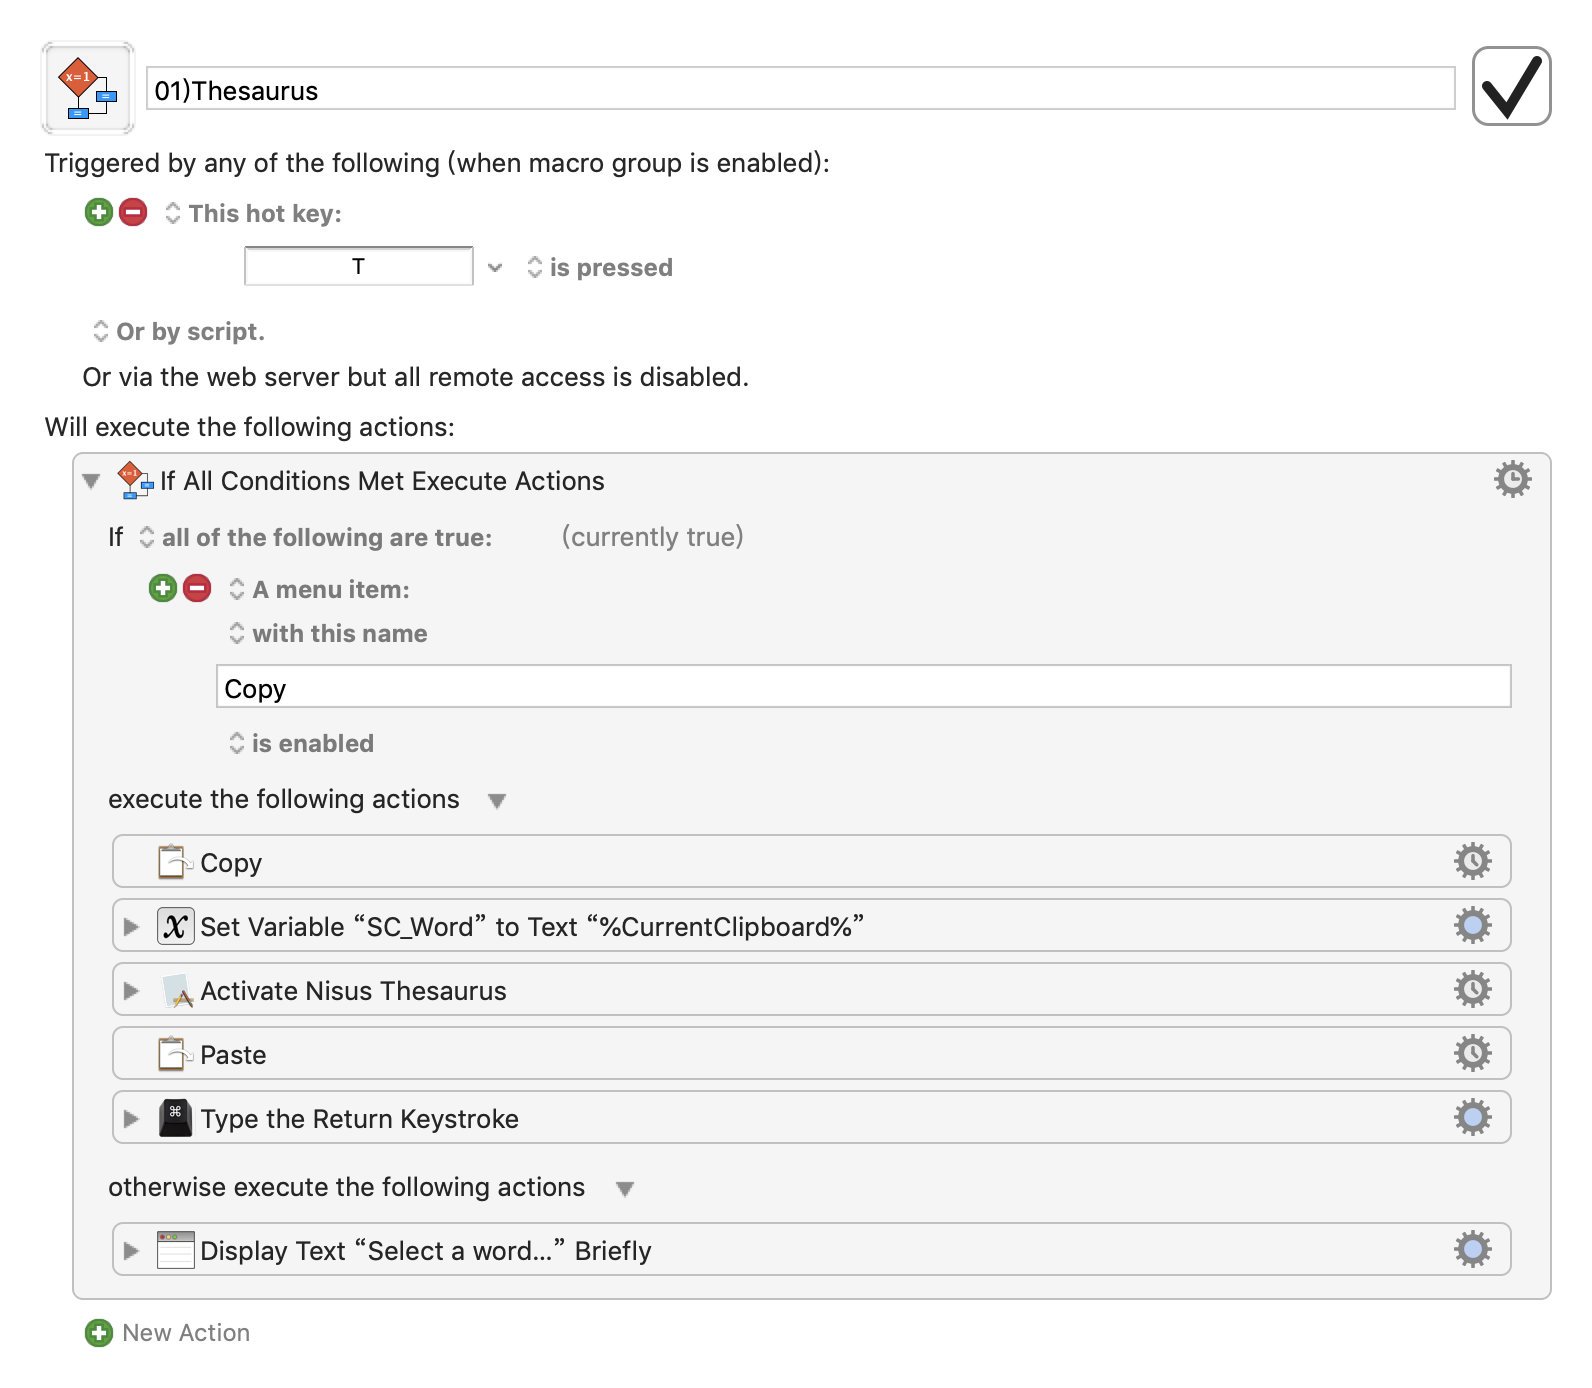 01)Thesaurus
Triggered by any of the following (when macro group is enabled):
This hot key:
T is pressed
Or by script.
Or via the web server but all remote access is disabled.
Will execute the following actions:
x=1 If All Conditions Met Execute Actions
If all of the following are true: (currently true)
A menu item:
with this name
Copy
is enabled
execute the following actions
Copy
Set Variable “SC_Word” to Text “%CurrentClipboard%”
Activate Nisus Thesaurus
Paste
Type the Return Keystroke
otherwise execute the following actions
Display Text “Select a word…” Briefly
New Action